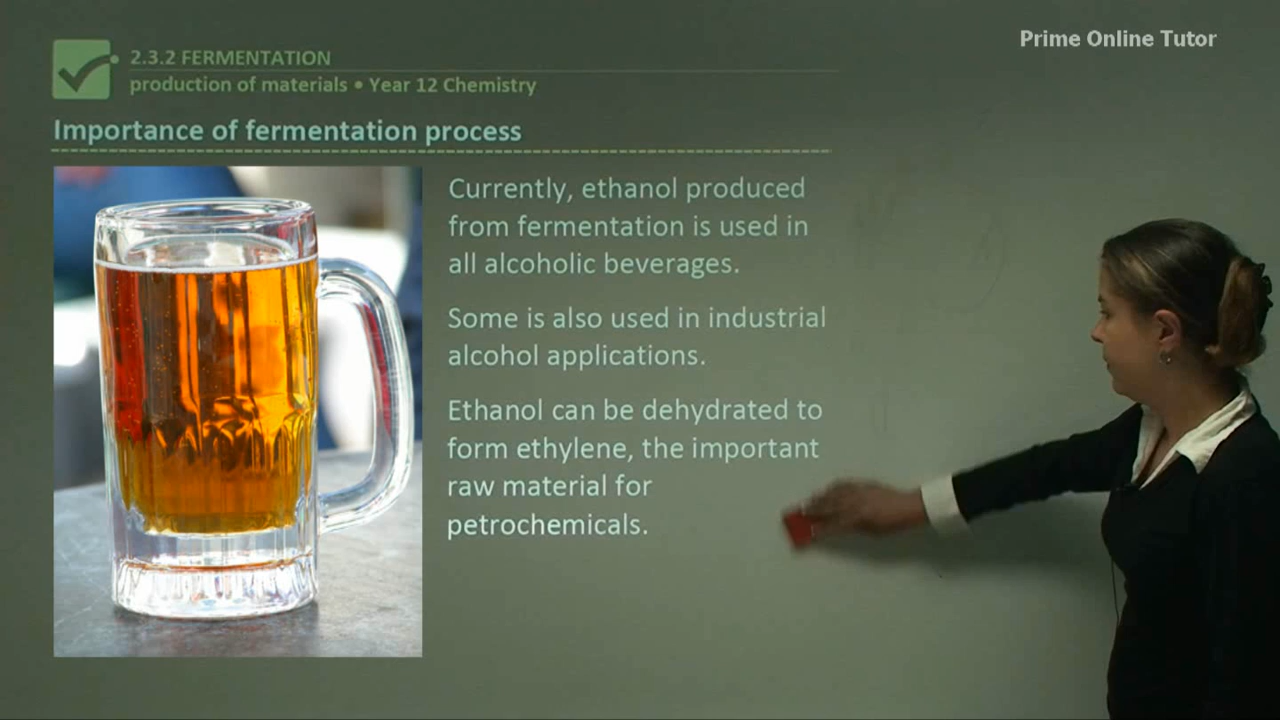 Prime Online Tutor
2.3.2 FERMENTATION
production of materials • Year 12 Chemistry
Importance of fermentation process
Currently, ethanol produced
from fermentation is used in
all alcoholic beverages.
Some is also used in industrial
alcohol applications.
Ethanol can be dehydrated to
form ethylene, the important
raw material for
petrochemicals.